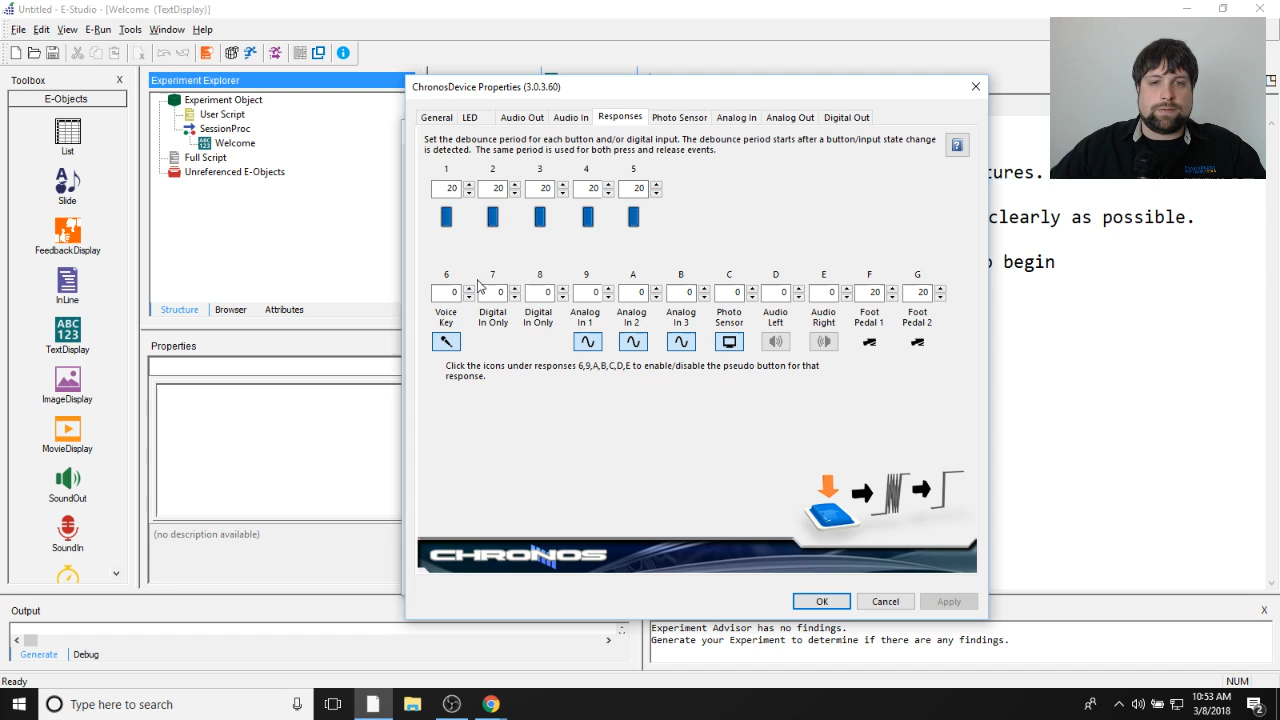 Untitled - E-Studio - [Welcome (TextDisplay)]
File Edit View E-Run Tools Window Help
Toolbox X
E-Objects
List
Slide
FeedbackDisplay
InLine
ABC
123
TextDisplay
ImageDisplay
MovieDisplay
SoundOut
SoundIn
Experiment Explorer
Experiment Object
User Script
SessionProc
Welcome
Full Script
Unreferenced E-Objects
Structure Browser Attributes
Properties
(no description available)
ChronosDevice Properties (3.0.3.60)
General LED Audio Out Audio In Responses Photo Sensor Analog In Analog Out Digital Out
Set the debounce period for each button and/or digital input. The debounce period starts after a button/input state change
is detected. The same period is used for both press and release events.
1 2 3 4 5
20 20 20 20 20
6 7 8 9 A B C D E F G
0 0 0 0 0 0 0 0 0 20 20
Voice Key
Digital In Only
Digital In Only
Analog In 1
Analog In 2
Analog In 3
Photo Sensor
Audio Left
Audio Right
Foot Pedal 1
Foot Pedal 2
Click the icons under responses 6,9,A,B,C,D,E to enable/disable the pseudo button for that
response.
CHRONOS
OK Cancel Apply
tures.
clearly as possible.
o begin
Output
Generate Debug
X
Experiment Advisor has no findings.
Generate your Experiment to determine if there are any findings.
Ready NUM
Type here to search
10:53 AM
3/8/2018
2